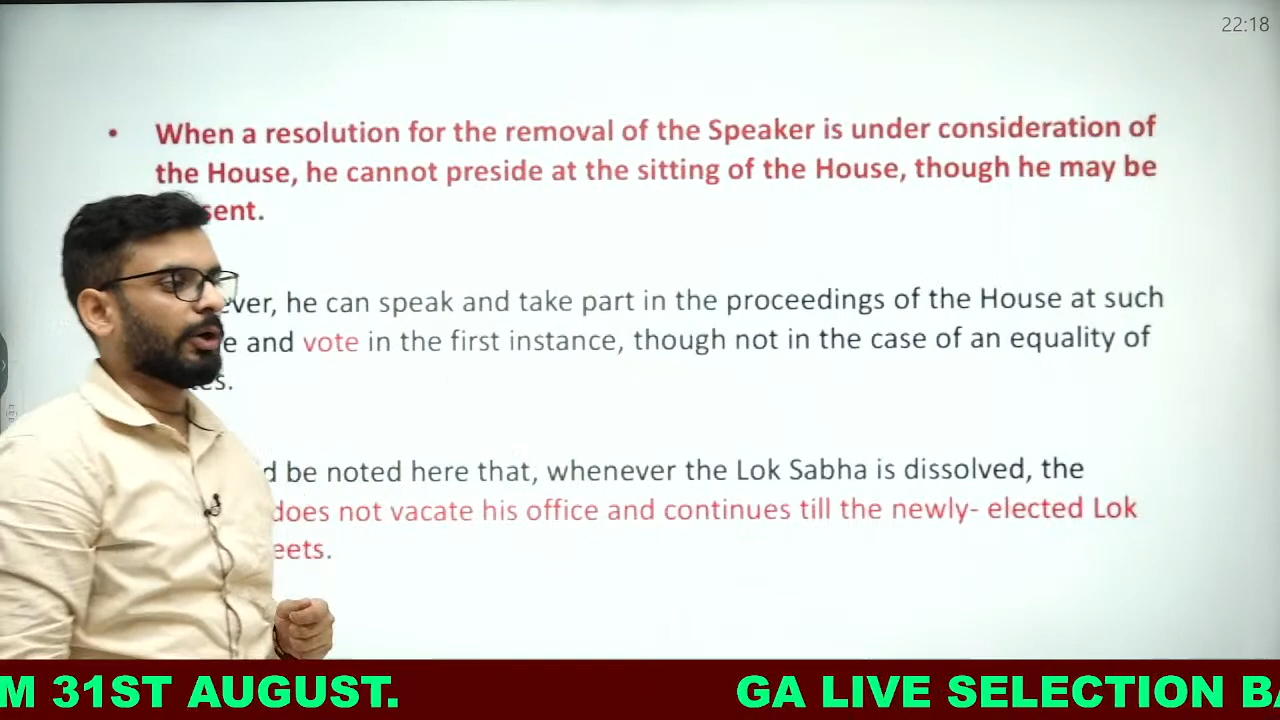 22:18
• When a resolution for the removal of the Speaker is under consideration of
the House, he cannot preside at the sitting of the House, though he may be
sent.
ver, he can speak and take part in the proceedings of the House at such
e and vote in the first instance, though not in the case of an equality of
es.
d be noted here that, whenever the Lok Sabha is dissolved, the
does not vacate his office and continues till the newly- elected Lok
eets.
M 31ST AUGUST. GA LIVE SELECTION BA